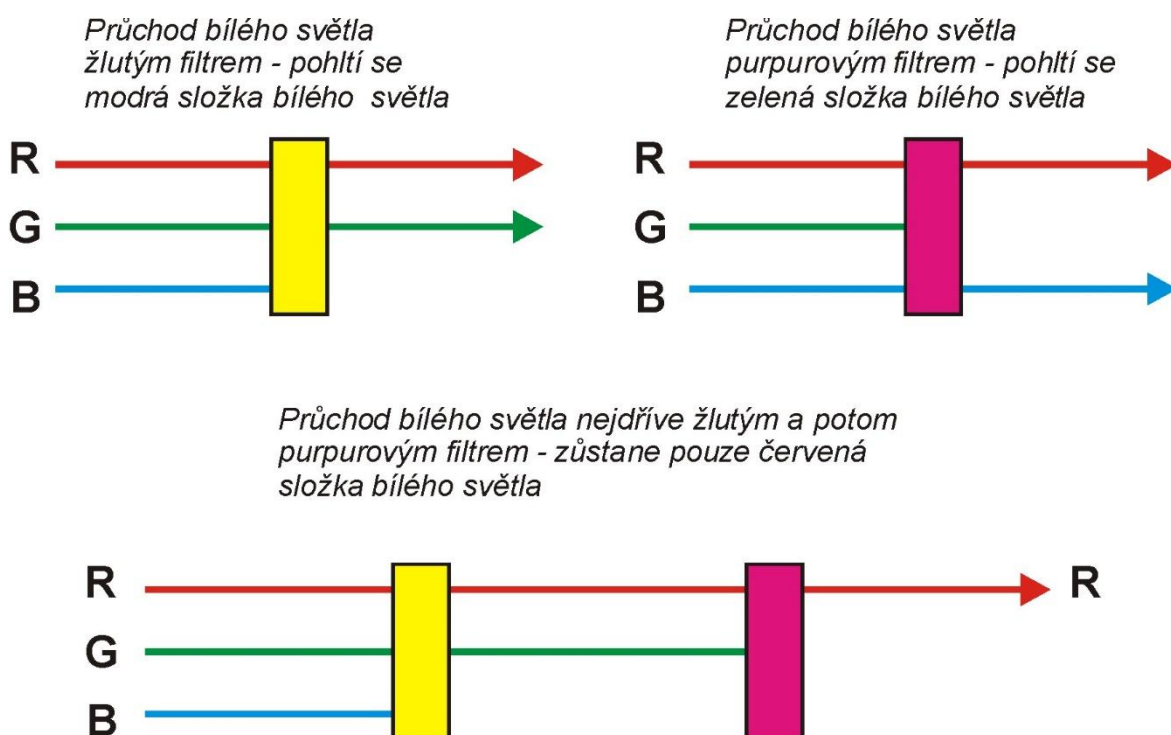 Průchod bílého světla
žlutým filtrem - pohltí se
modrá složka bílého světla
R
G
B
Průchod bílého světla
purpurovým filtrem - pohltí se
zelená složka bílého světla
R
G
B
Průchod bílého světla nejdříve žlutým a potom
purpurovým filtrem - zůstane pouze červená
složka bílého světla
R R
G
B